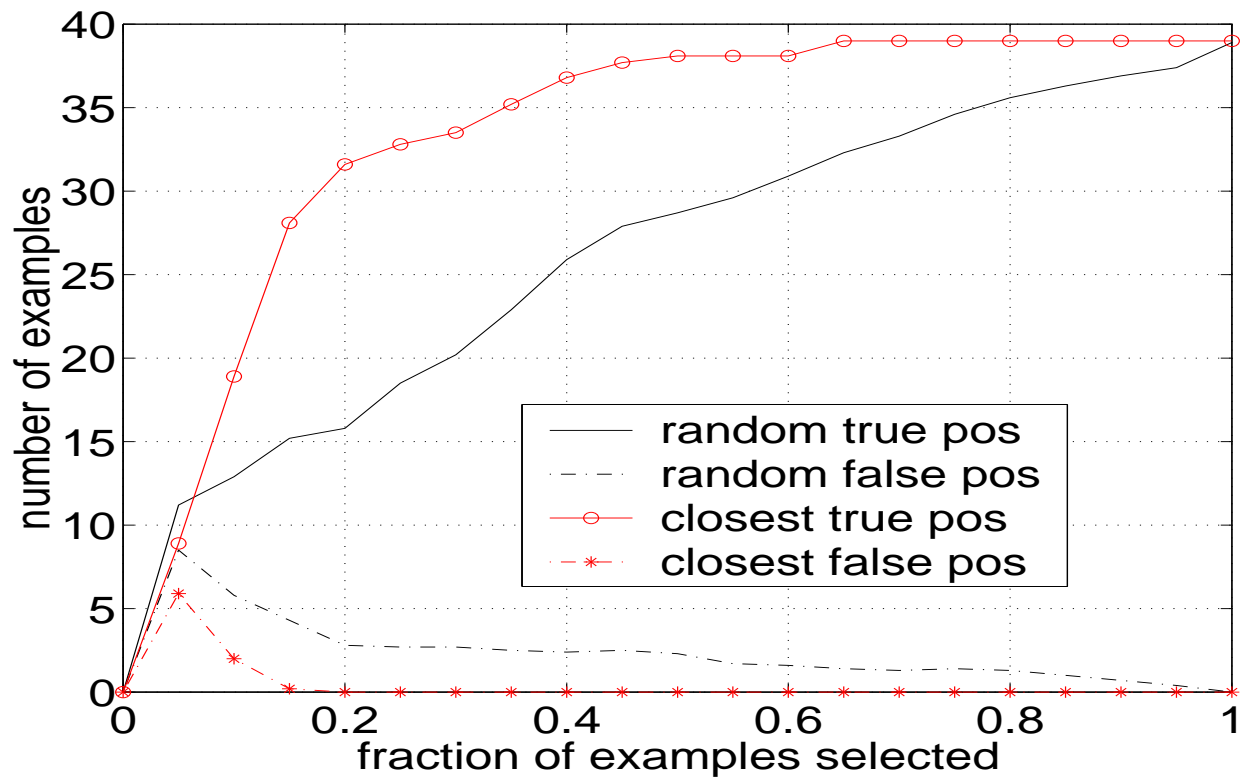 40
35
30
25
20
15
10
5
0
number of examples
random true pos
random false pos
closest true pos
closest false pos
0 0.2 0.4 0.6 0.8 1
fraction of examples selected